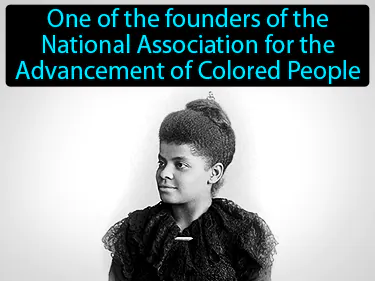 One of the founders of the
National Association for the
Advancement of Colored People